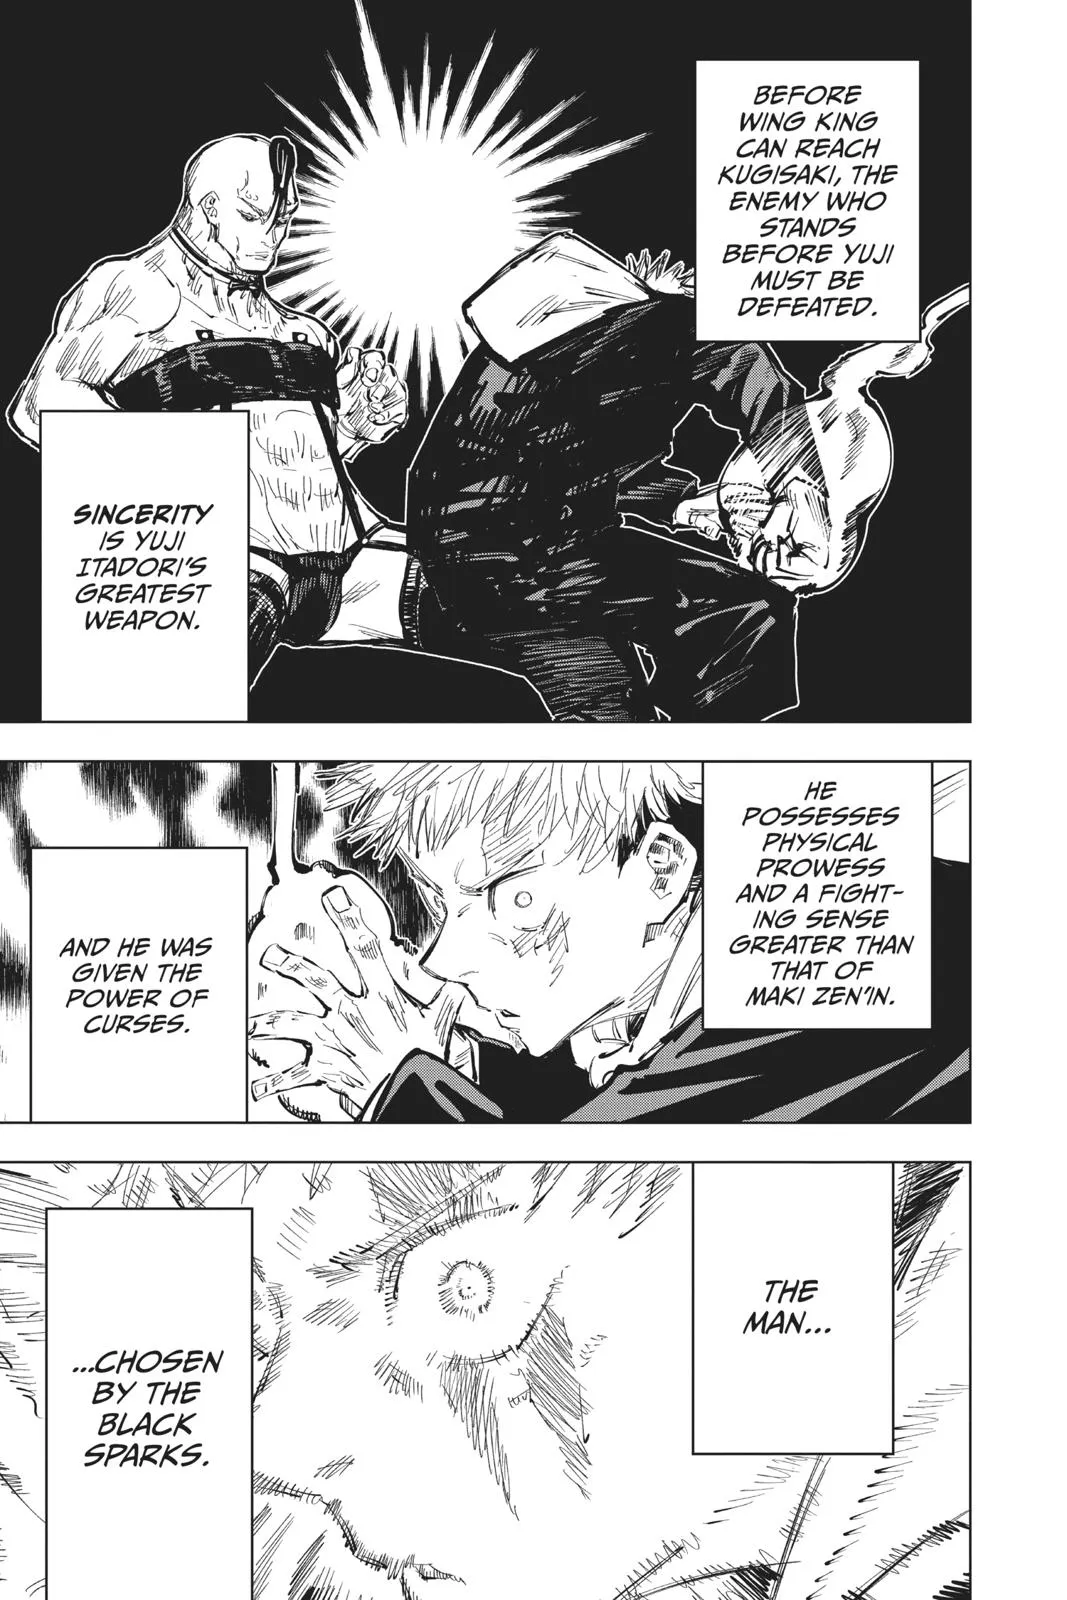 BEFORE
WING KING
CAN REACH
KUGISAKI, THE
ENEMY WHO
STANDS
BEFORE YUJI
MUST BE
DEFEATED.
SINCERITY
IS YUJI
ITADORI'S
GREATEST
WEAPON.
HE
POSSESSES
PHYSICAL
PROWESS
AND A FIGHT-
ING SENSE
GREATER THAN
THAT OF
MAKI ZEN'IN.
AND HE WAS
GIVEN THE
POWER OF
CURSES.
THE
MAN...
...CHOSEN
BY THE
BLACK
SPARKS.